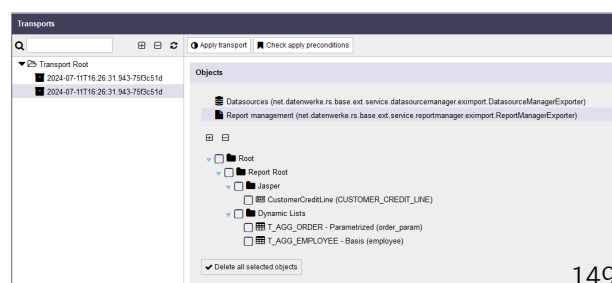 Transports
Apply transport
Check apply preconditions
Transport Root
2024-07-11T16:26:31.943-75f3c51d
2024-07-11T16:26:31.943-75f3c51d
Objects
Datasources (net.datenwerke.rs.base.ext.service.datasourcemanager.eximport.DatasourceManagerExporter)
Report management (net.datenwerke.rs.base.ext.service.reportmanager.eximport.ReportManagerExporter)
Root
Report Root
Jasper
CustomerCreditLine (CUSTOMER_CREDIT_LINE)
Dynamic Lists
T_AGG_ORDER - Parametrized (order_param)
T_AGG_EMPLOYEE - Basis (employee)
Delete all selected objects
149